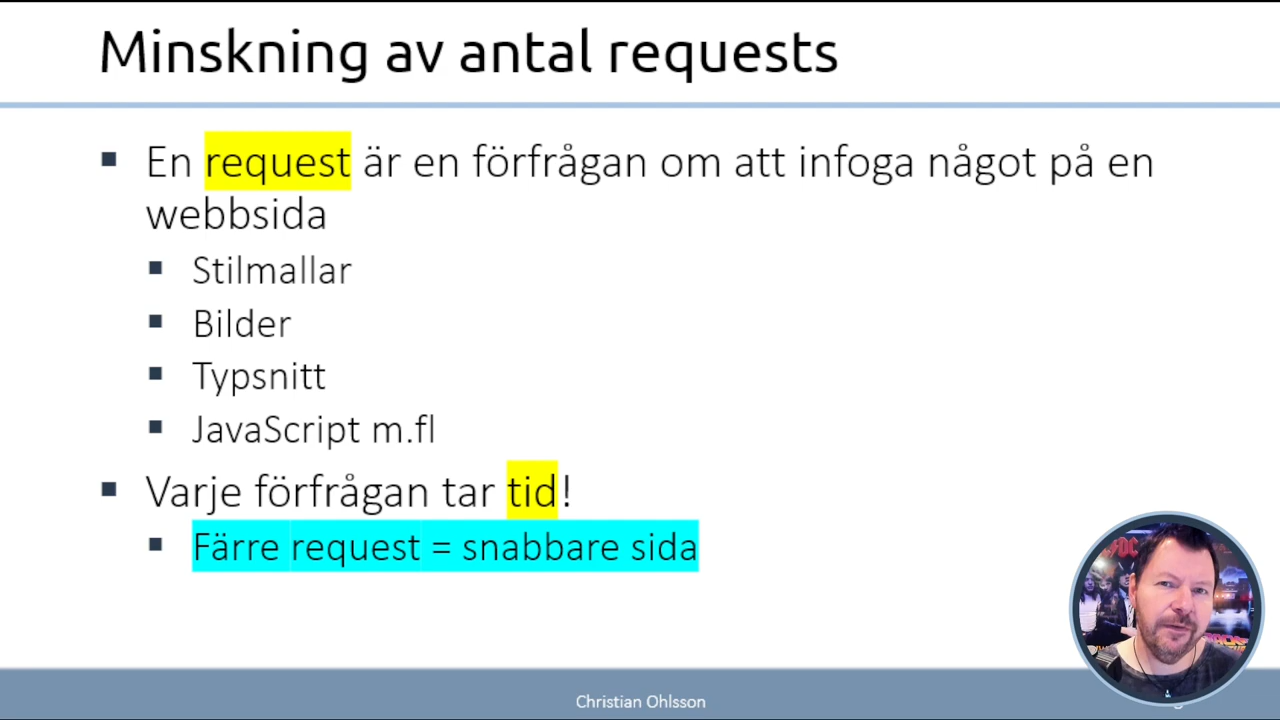 Minskning av antal requests
En request är en förfrågan om att infoga något på en
webbsida
Stilmallar
Bilder
Typsnitt
JavaScript m.fl
Varje förfrågan tar tid!
Färre request = snabbare sida
Christian Ohlsson